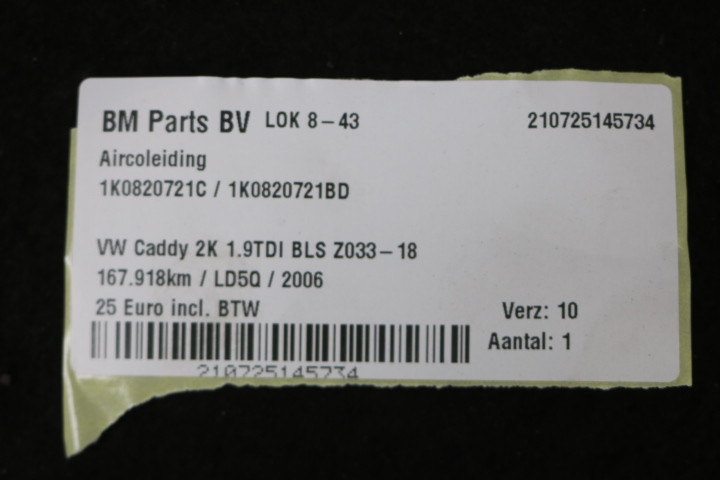 BM Parts BV LOK 8-43 210725145734
Aircoleiding
1K0820721C / 1K0820721BD
VW Caddy 2K 1.9TDI BLS Z033-18
167.918km / LD5Q / 2006
25 Euro incl. BTW Verz: 10
Aantal: 1
210725145734